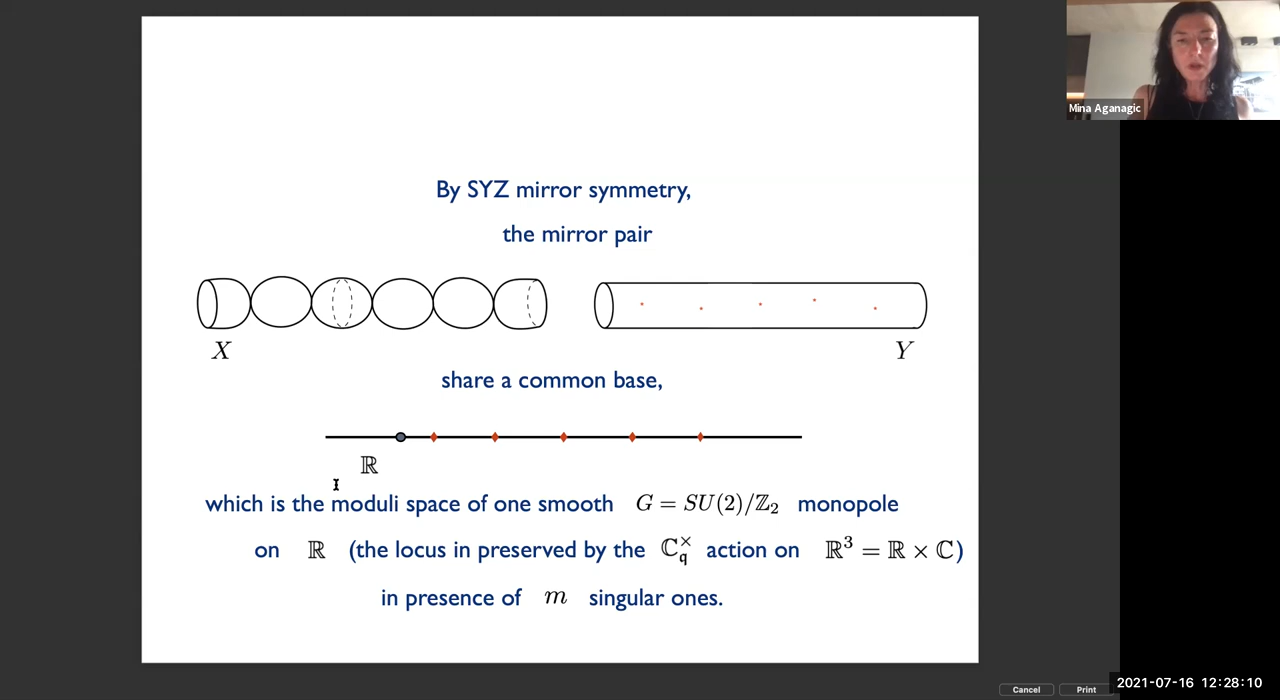 Mina Aganagic
By SYZ mirror symmetry,
the mirror pair
X
Y
share a common base,
ℝ
which is the moduli space of one smooth G = SU(2)/ℤ₂ monopole
on ℝ (the locus in preserved by the ℂ^×_𝔮 action on ℝ³ = ℝ × ℂ)
in presence of m singular ones.
Cancel Print
2021-07-16 12:28:10